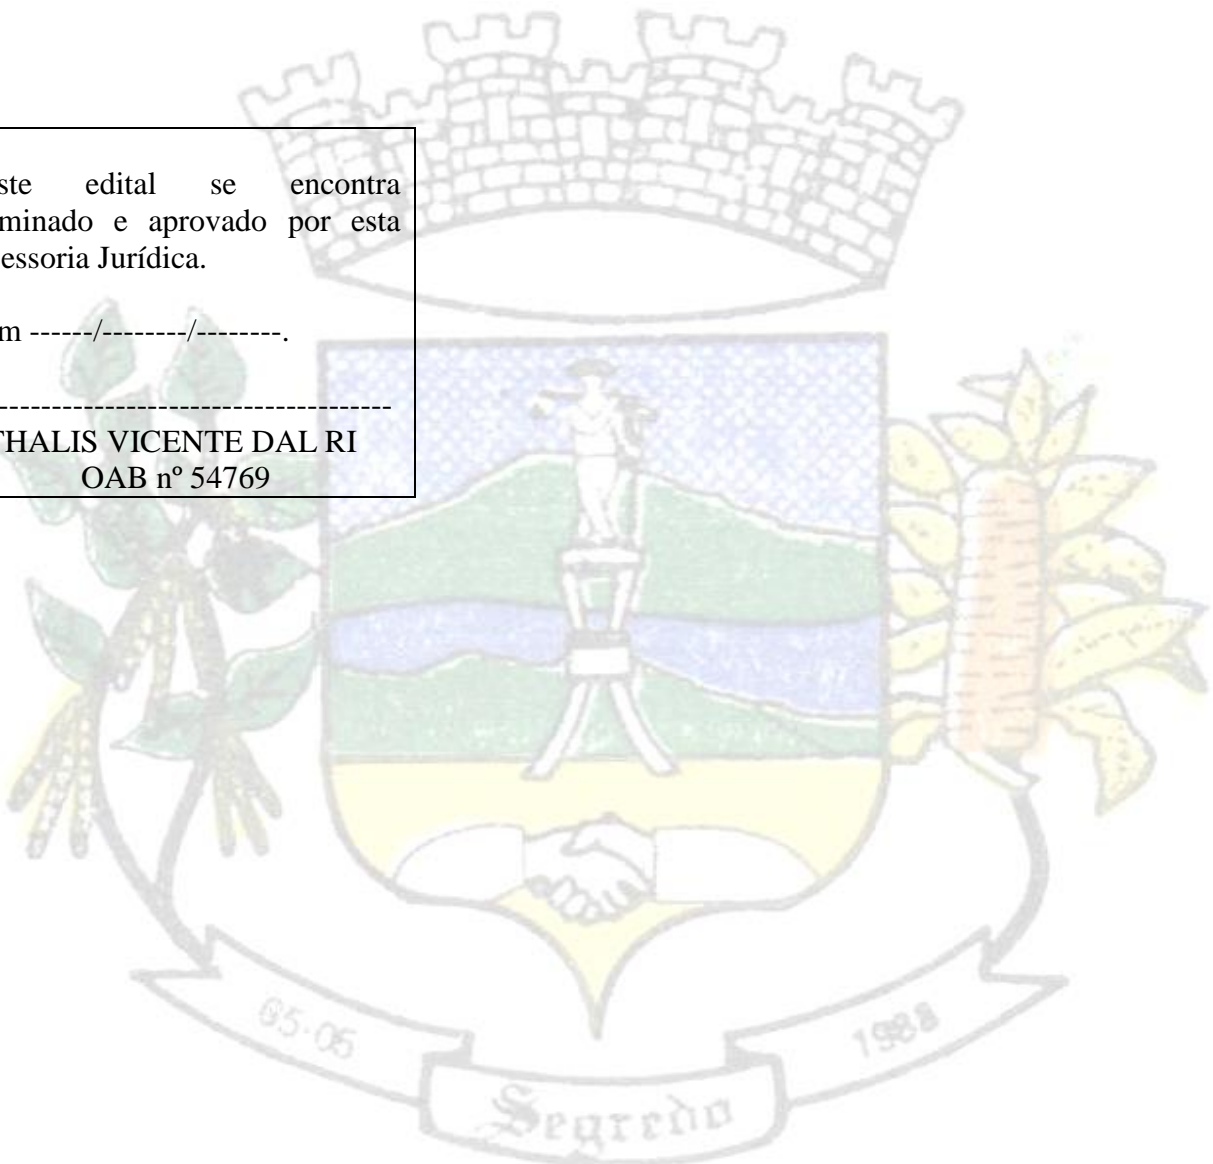 ste edital se encontra
minado e aprovado por esta
essoria Jurídica.
m ------/--------/--------.
--------------------------------------
THALIS VICENTE DAL RI
OAB nº 54769
05-05
1988
Segredo